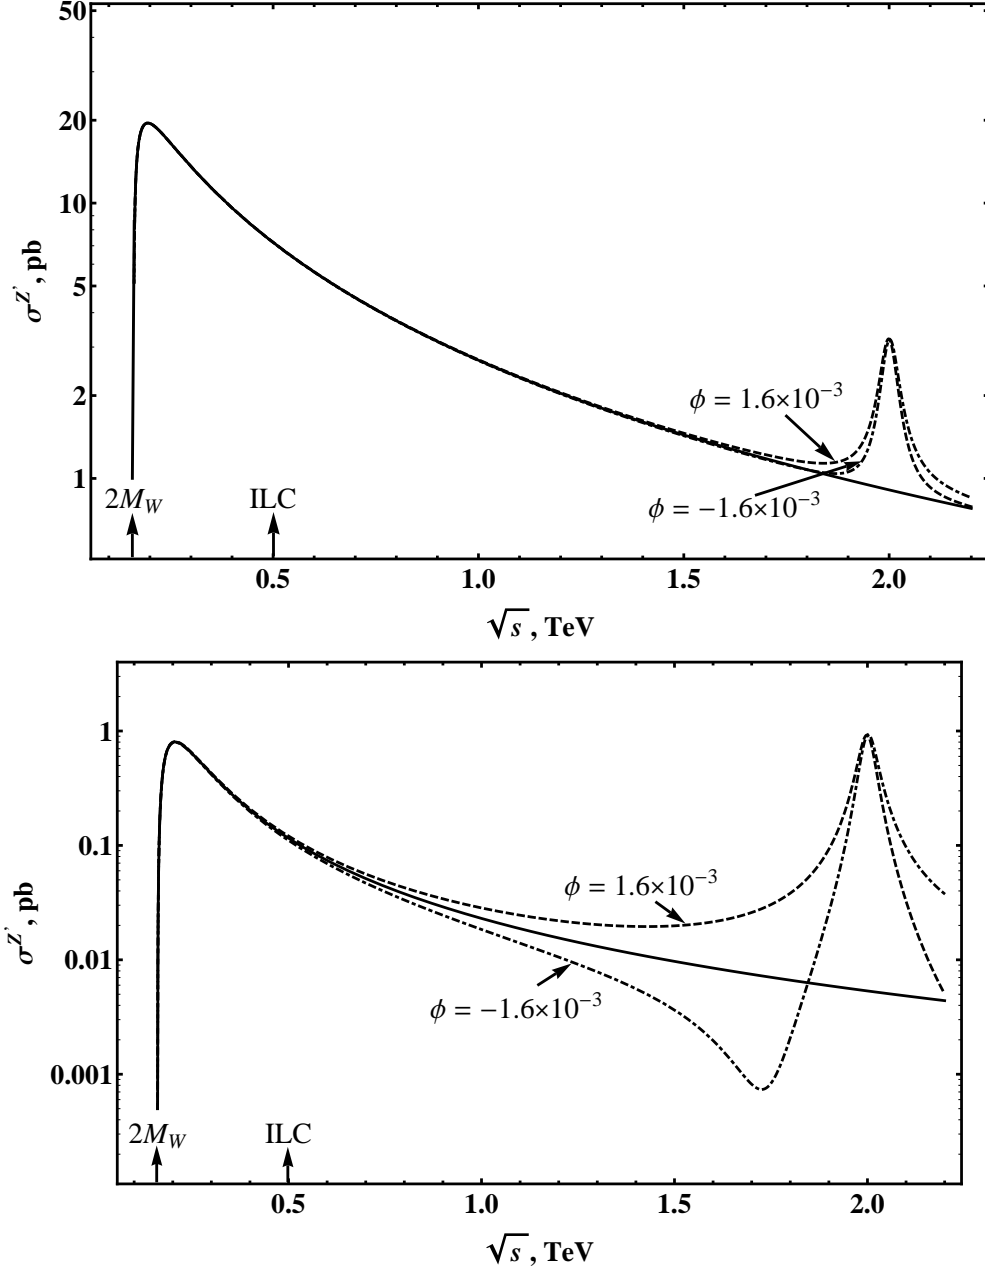 50
20
10
5
2
1
σ^Z' , pb
ϕ = 1.6×10⁻³
ϕ = −1.6×10⁻³
2M_W
ILC
0.5
1.0
1.5
2.0
√s , TeV
1
0.1
0.01
0.001
σ^Z' , pb
ϕ = 1.6×10⁻³
ϕ = −1.6×10⁻³
2M_W
ILC
0.5
1.0
1.5
2.0
√s , TeV